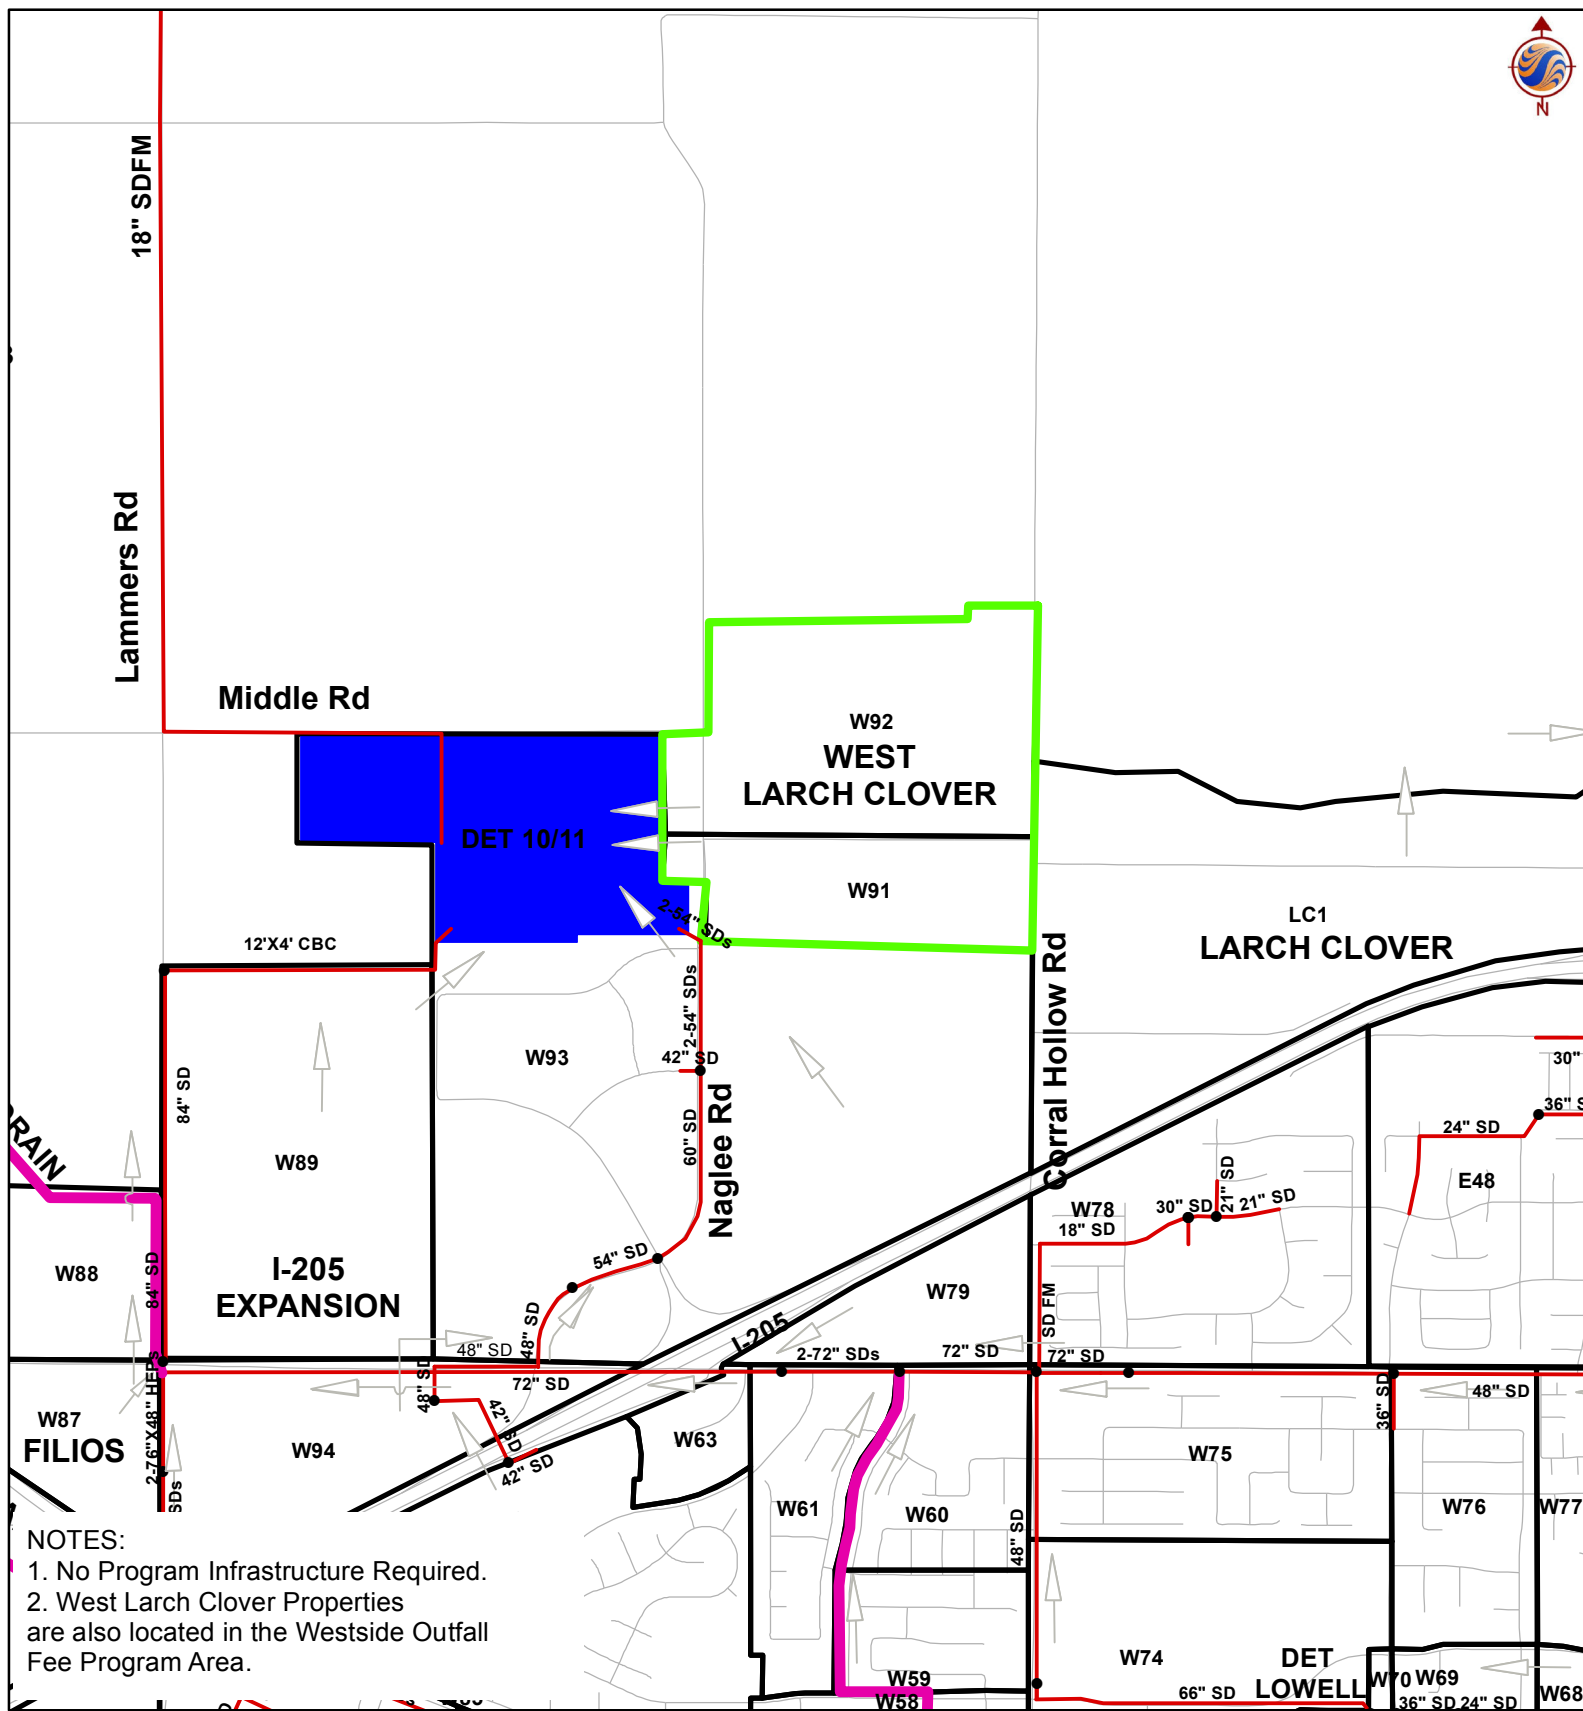 N
18" SDFM
Lammers Rd
Middle Rd
W92
WEST
LARCH CLOVER
DET 10/11
W91
2-54" SDs
LC1
LARCH CLOVER
12'X4' CBC
Corral Hollow Rd
2-54" SDs
W93
42" SD
84" SD
30"
36" S
24" SD
60" SD
Naglee Rd
DRAIN
W89
E48
21" SD
21" SD
30" SD
W78
18" SD
54" SD
W88
84" SD
I-205
EXPANSION
W79
SD FM
I-205
48" SD
48" SD
2-72" SDs
72" SD
72" SD
72" SD
48" SD
48" SD
36" SD
2-76"X48" HEPs
42" SD
42" SD
W87
FILIOS
W94
W63
W75
SDs
W61
W60
48" SD
W76
W77
NOTES:
1. No Program Infrastructure Required.
2. West Larch Clover Properties
are also located in the Westside Outfall
Fee Program Area.
W74
DET
LOWELL
W59
W58
66" SD
W70
W69
W68
36" SD
24" SD